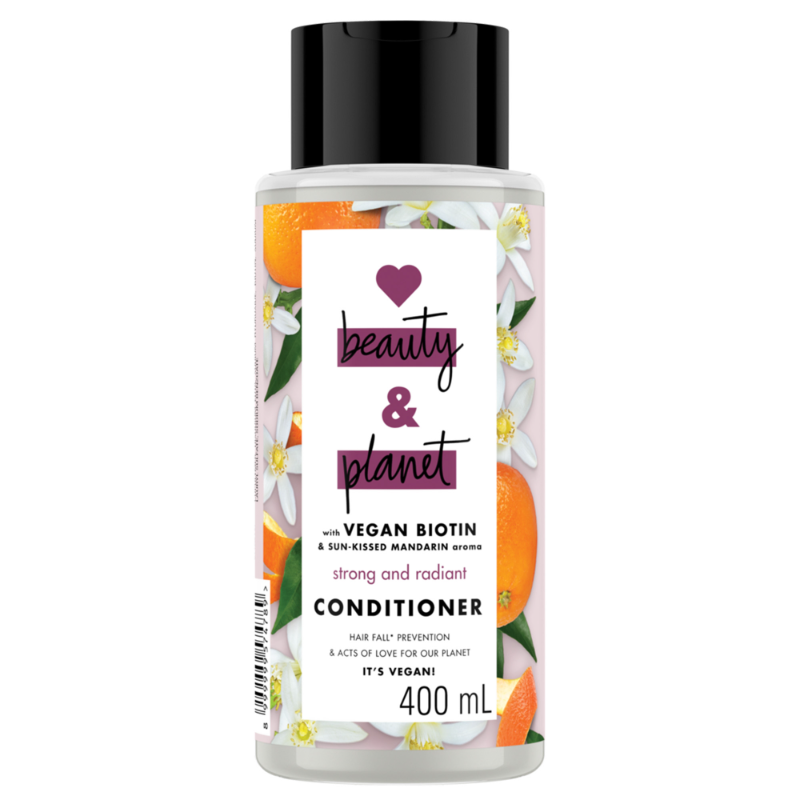 beauty
&
planet
with VEGAN BIOTIN
& SUN-KISSED MANDARIN aroma
strong and radiant
CONDITIONER
HAIR FALL* PREVENTION
& ACTS OF LOVE FOR OUR PLANET
IT'S VEGAN!
400 mL